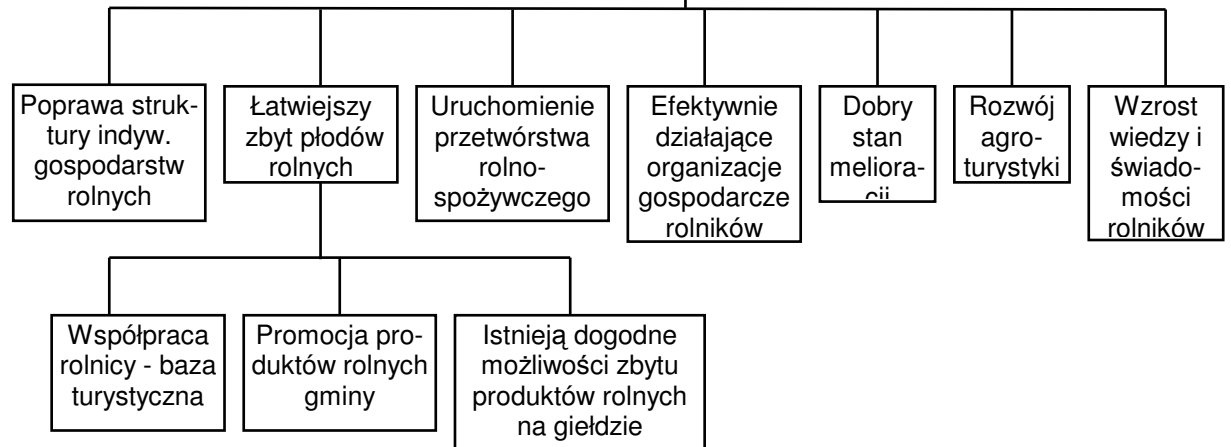 Poprawa struk-
tury indyw.
gospodarstw
rolnych
Łatwiejszy
zbyt płodów
rolnych
Uruchomienie
przetwórstwa
rolno-
spożywczego
Efektywnie
działające
organizacje
gospodarcze
rolników
Dobry
stan
meliora-
cji
Rozwój
agro-
turystyki
Wzrost
wiedzy i
świado-
mości
rolników
Współpraca
rolnicy - baza
turystyczna
Promocja pro-
duktów rolnych
gminy
Istnieją dogodne
możliwości zbytu
produktów rolnych
na giełdzie